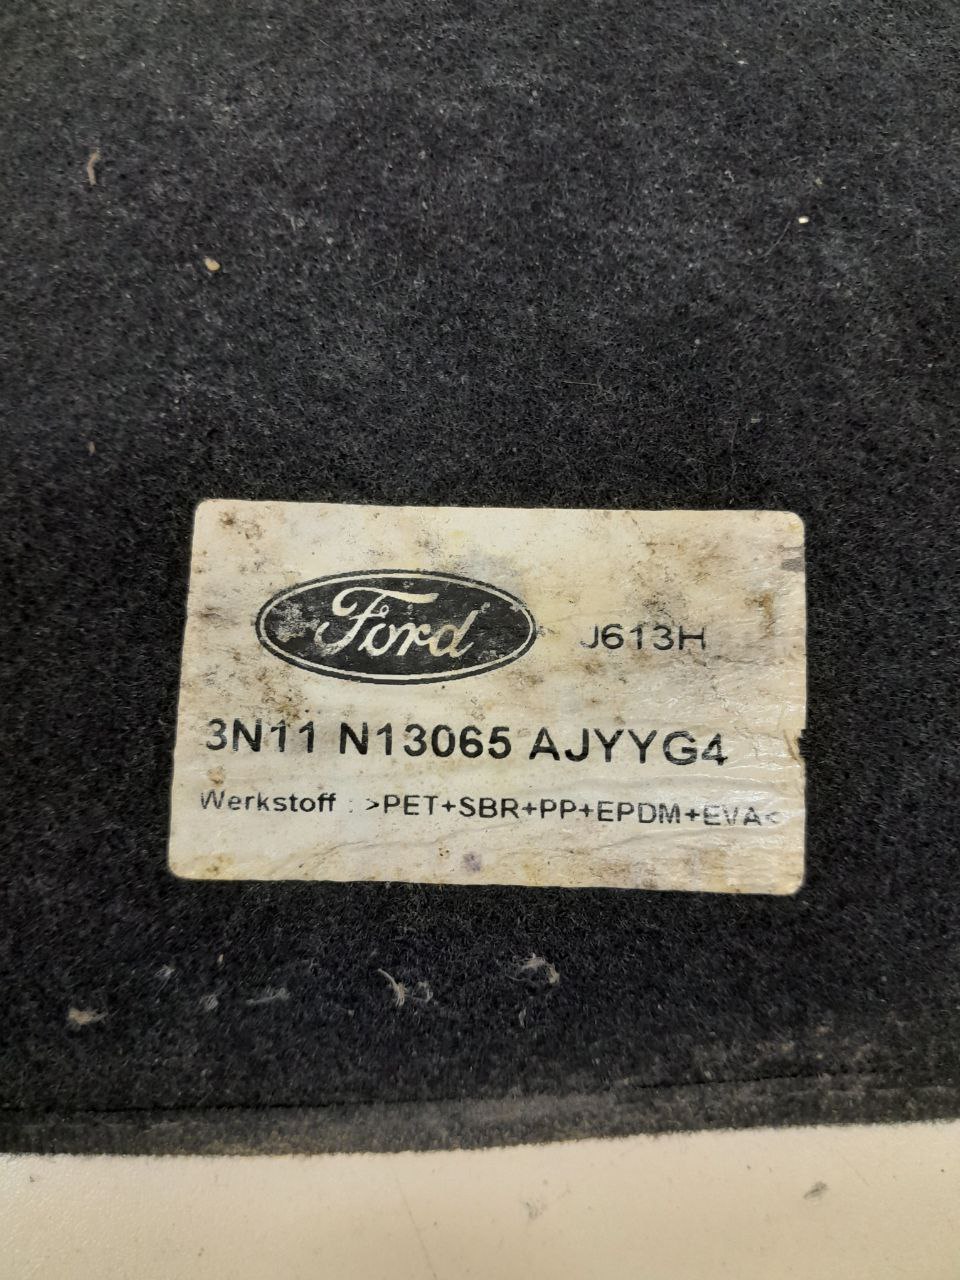 Ford
J613H
3N11 N13065 AJYYG4
Werkstoff : >PET+SBR+PP+EPDM+EVA<